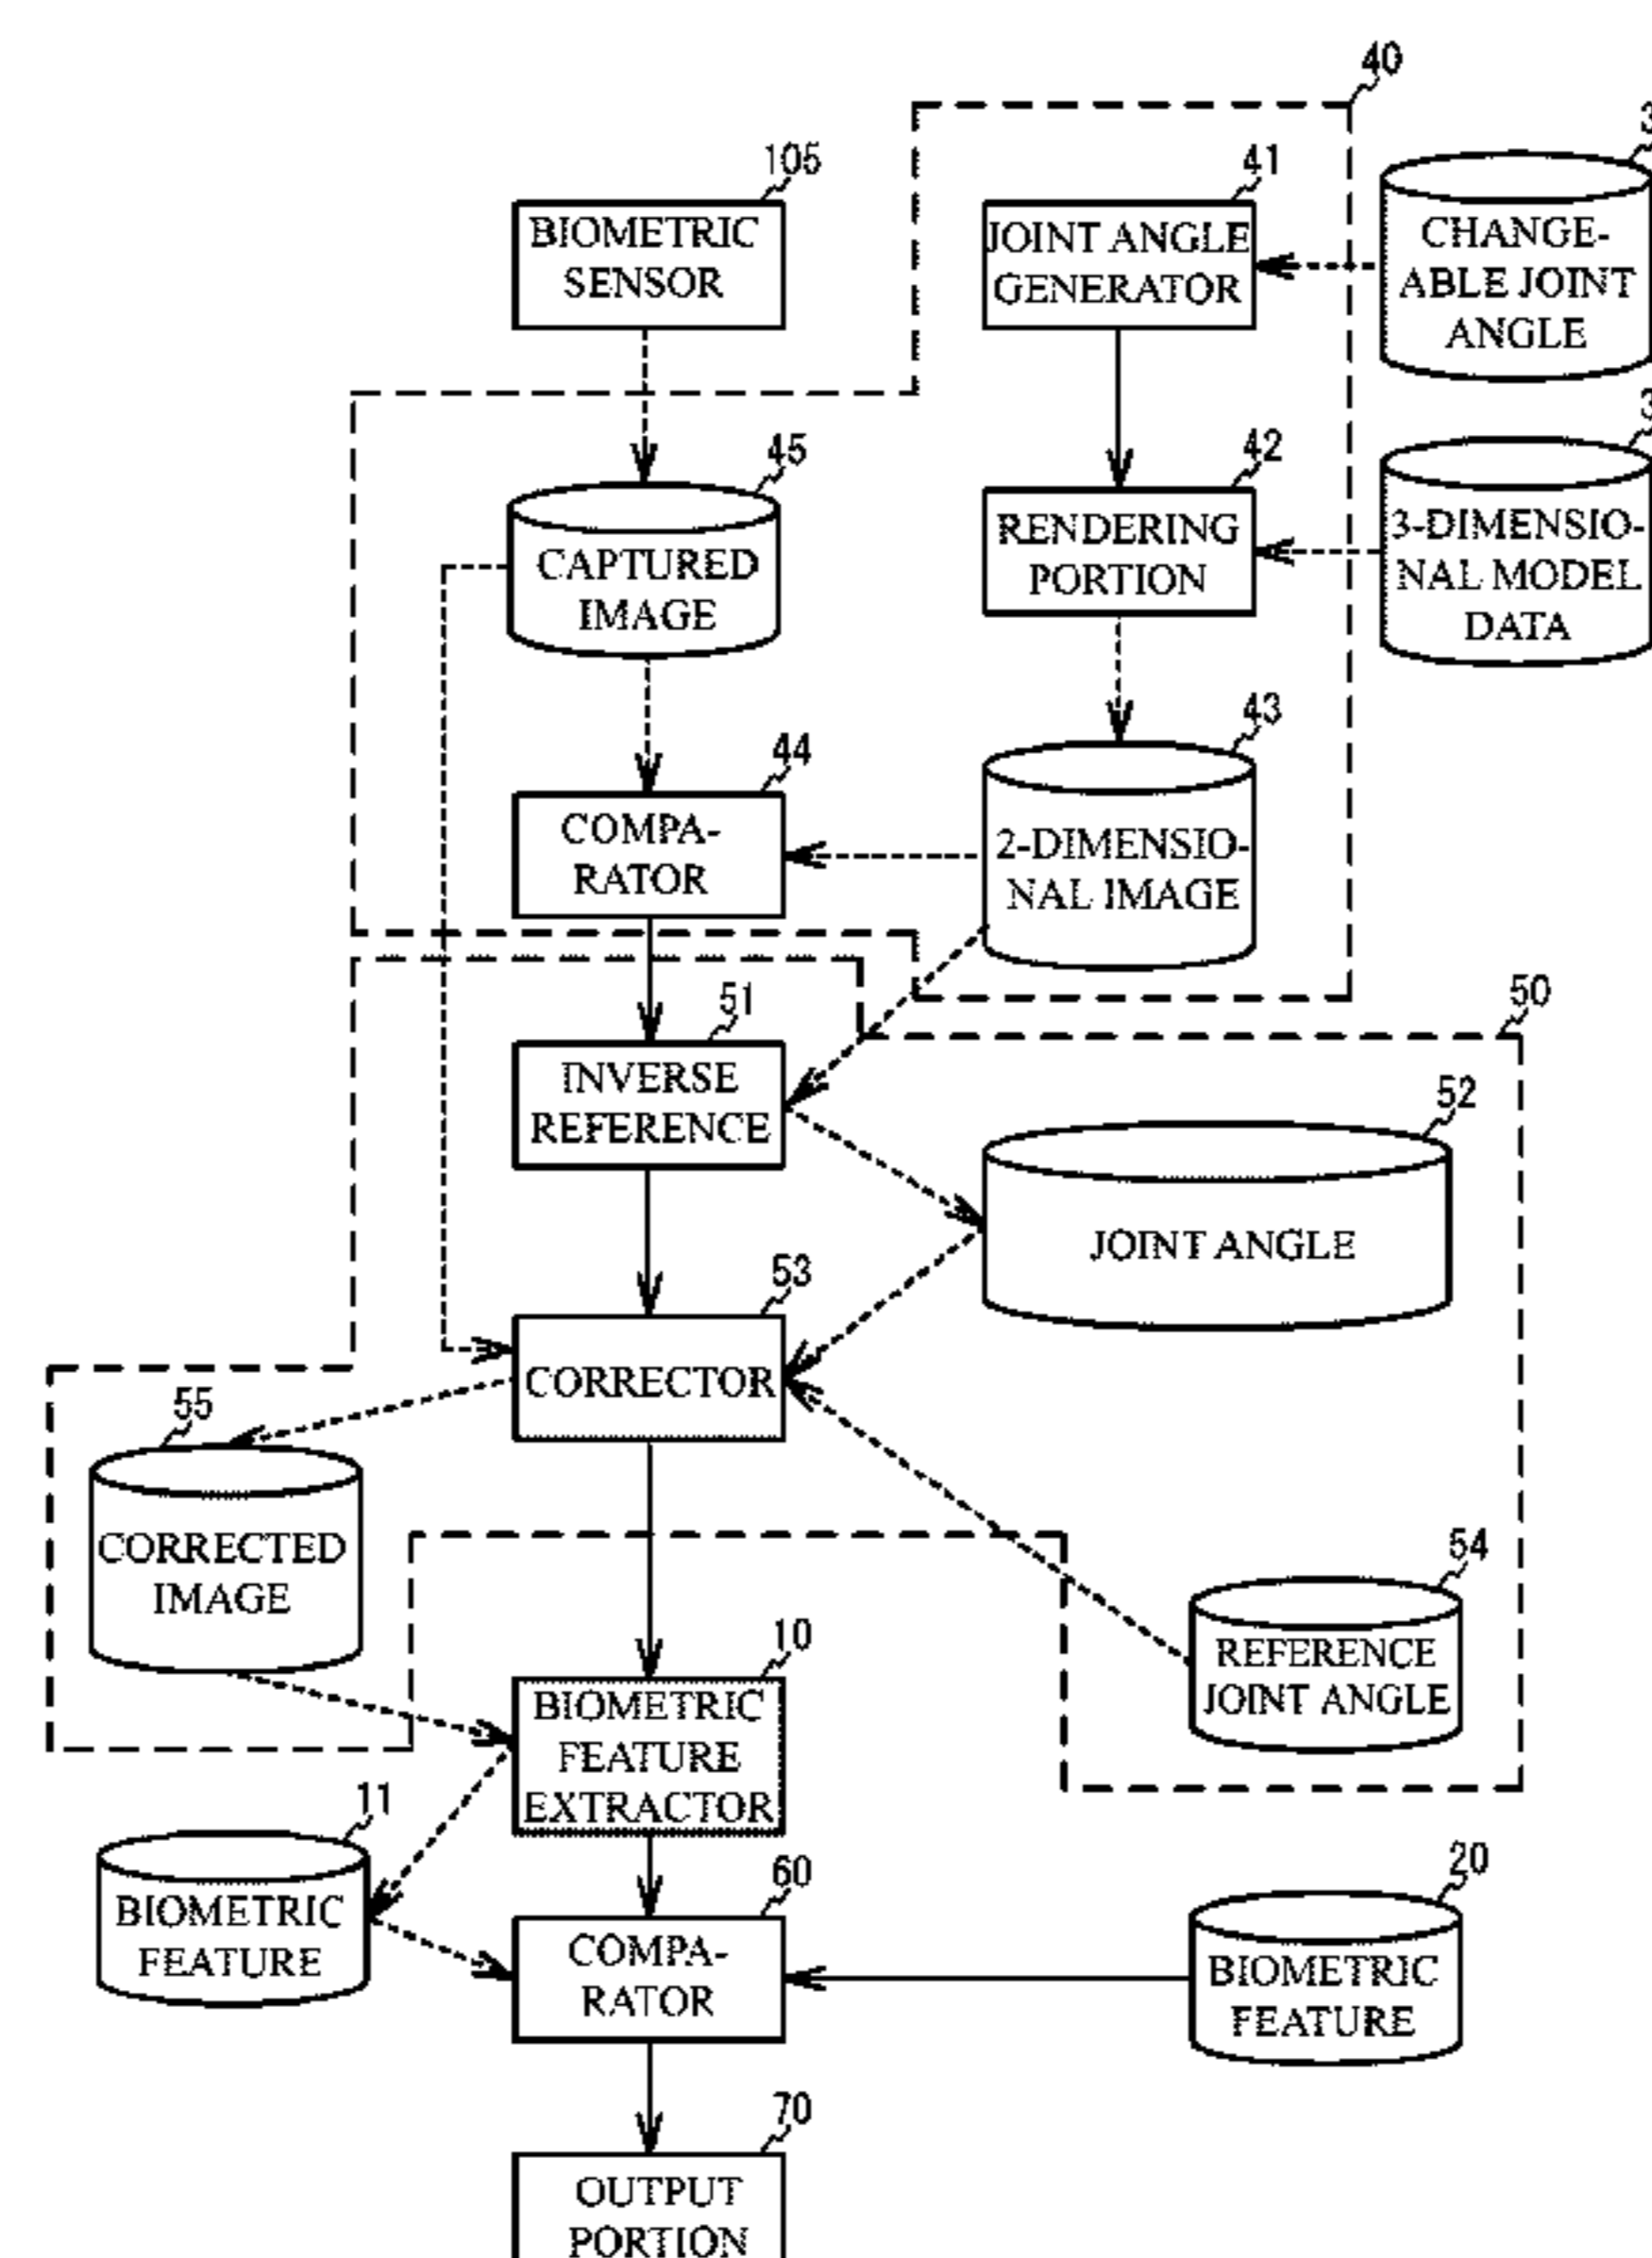 40
105
BIOMETRIC
SENSOR
41
JOINT ANGLE
GENERATOR
3
CHANGE-
ABLE JOINT
ANGLE
45
CAPTURED
IMAGE
42
RENDERING
PORTION
3
3-DIMENSIO-
NAL MODEL
DATA
44
COMPA-
RATOR
43
2-DIMENSIO-
NAL IMAGE
50
51
INVERSE
REFERENCE
52
JOINT ANGLE
53
CORRECTOR
55
CORRECTED
IMAGE
54
REFERENCE
JOINT ANGLE
10
BIOMETRIC
FEATURE
EXTRACTOR
11
BIOMETRIC
FEATURE
60
COMPA-
RATOR
20
BIOMETRIC
FEATURE
70
OUTPUT
PORTION